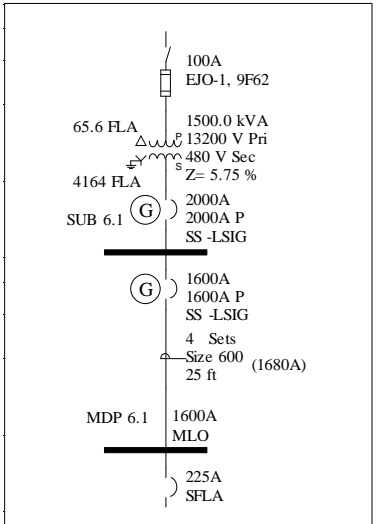 100A
EJO-1, 9F62
1500.0 kVA
65.6 FLA
P
13200 V Pri
480 V Sec
S
Z= 5.75 %
4164 FLA
2000A
G
2000A P
SUB 6.1
SS -LSIG
1600A
G
1600A P
SS -LSIG
4 Sets
Size 600
(1680A)
25 ft
MDP 6.1
1600A
MLO
225A
SFLA